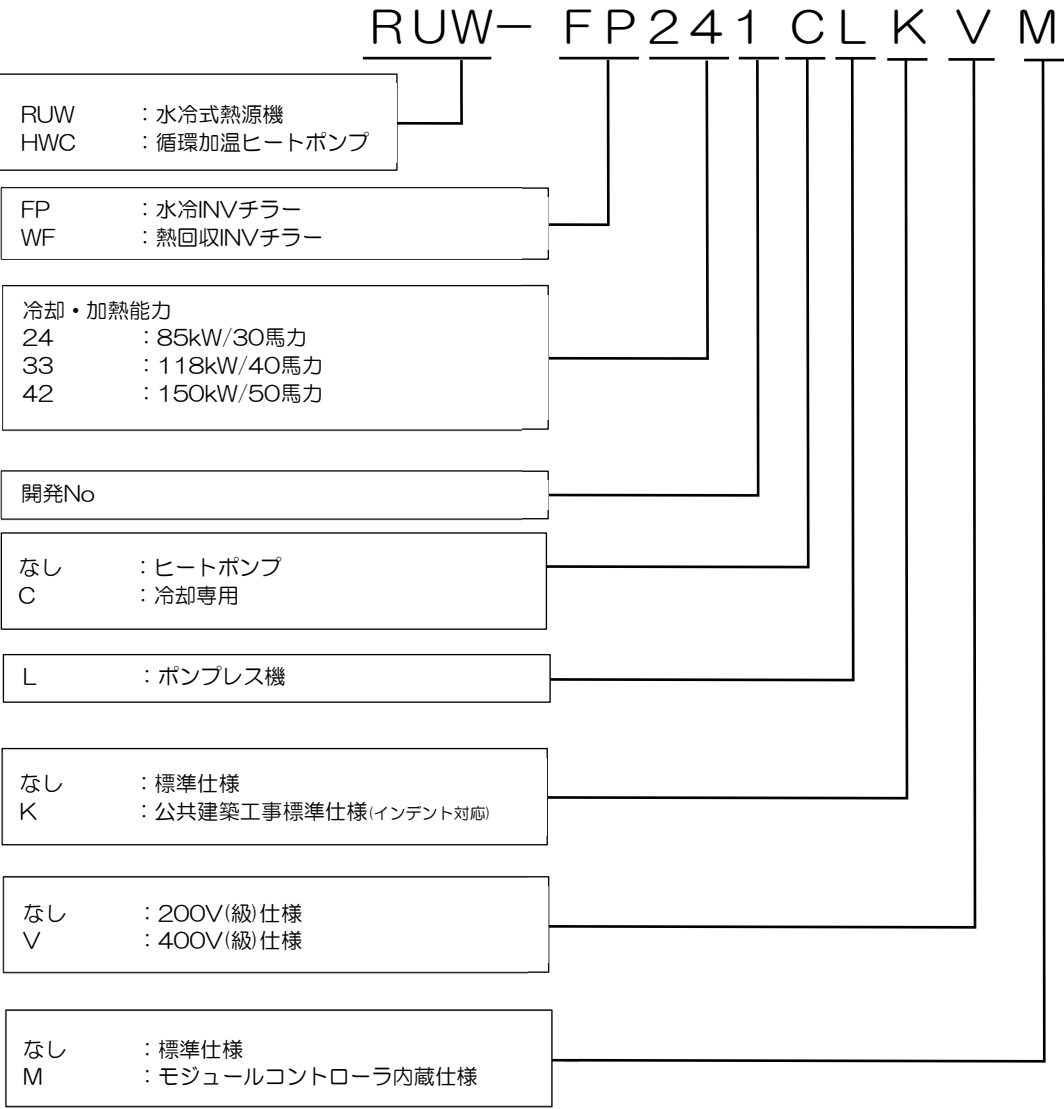 RUW− FP241CLKVM
RUW ：水冷式熱源機
HWC ：循環加温ヒートポンプ
FP ：水冷INVチラー
WF ：熱回収INVチラー
冷却・加熱能力
24 ：85kW/30馬力
33 ：118kW/40馬力
42 ：150kW/50馬力
開発No
なし ：ヒートポンプ
C ：冷却専用
L ：ポンプレス機
なし ：標準仕様
K ：公共建築工事標準仕様(インデント対応)
なし ：200V(級)仕様
V ：400V(級)仕様
なし ：標準仕様
M ：モジュールコントローラ内蔵仕様